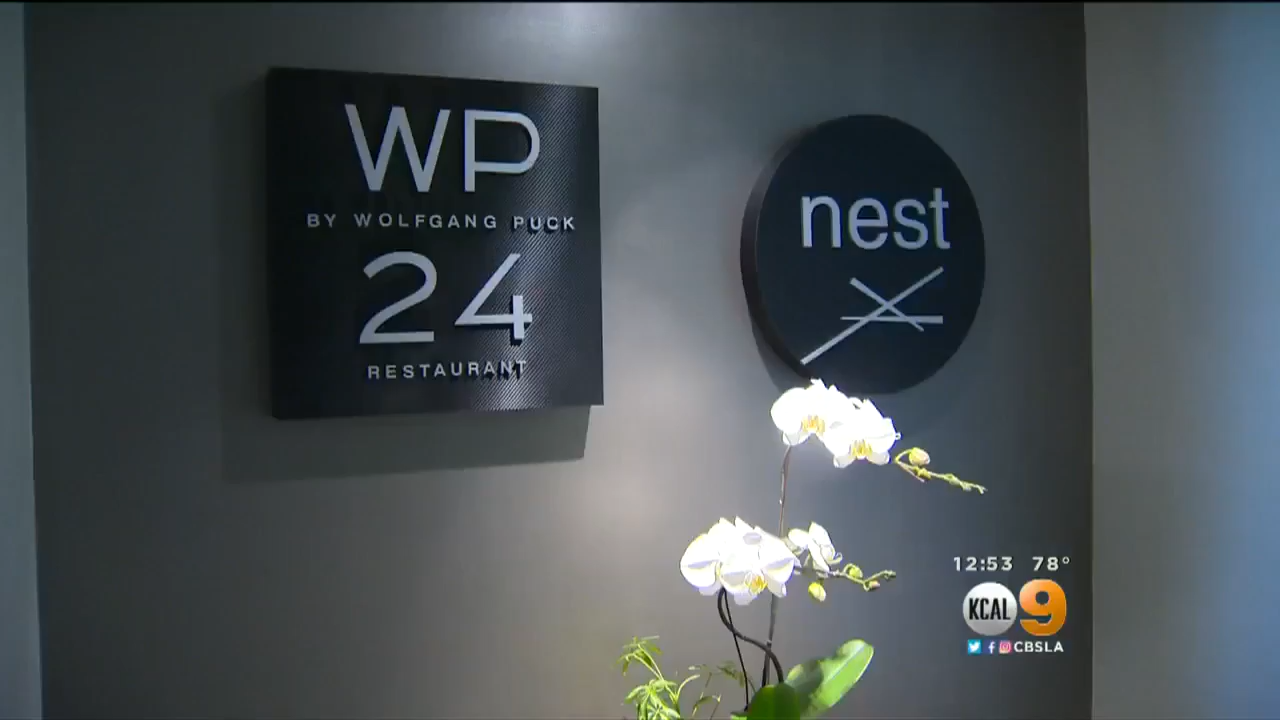 WP
BY WOLFGANG PUCK
24
RESTAURANT
nest
12:53 78°
KCAL 9
CBSLA